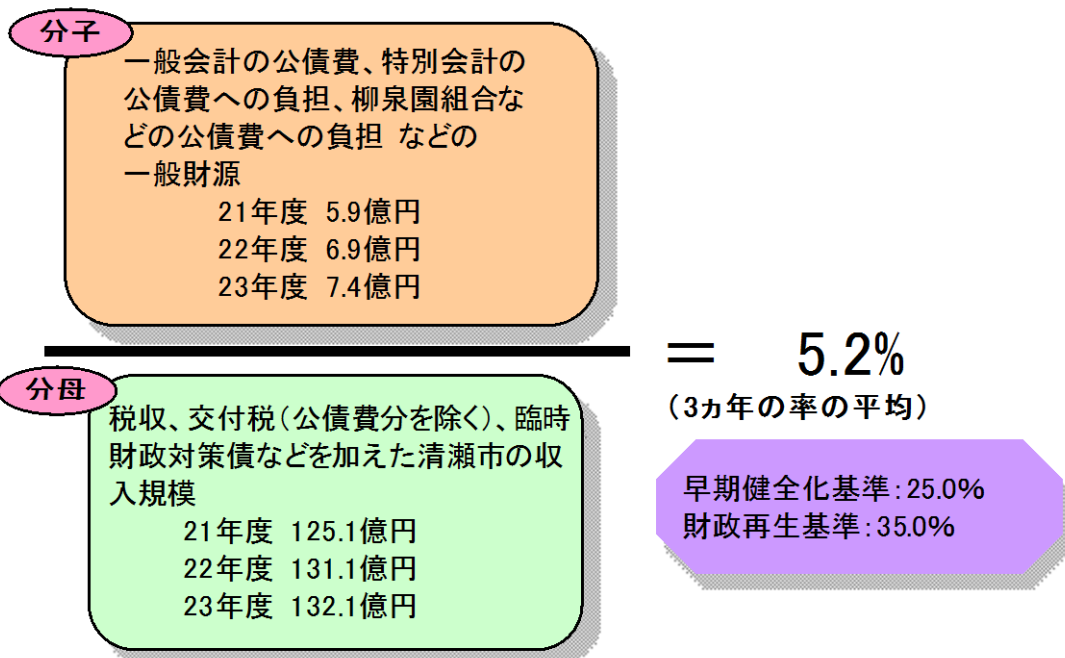 分子
一般会計の公債費、特別会計の
公債費への負担、柳泉園組合な
どの公債費への負担 などの
一般財源
21年度 5.9億円
22年度 6.9億円
23年度 7.4億円
＝ 5.2%
（3ヵ年の率の平均）
分母
税収、交付税（公債費分を除く）、臨時
財政対策債などを加えた清瀬市の収
入規模
21年度 125.1億円
22年度 131.1億円
23年度 132.1億円
早期健全化基準：25.0%
財政再生基準：35.0%